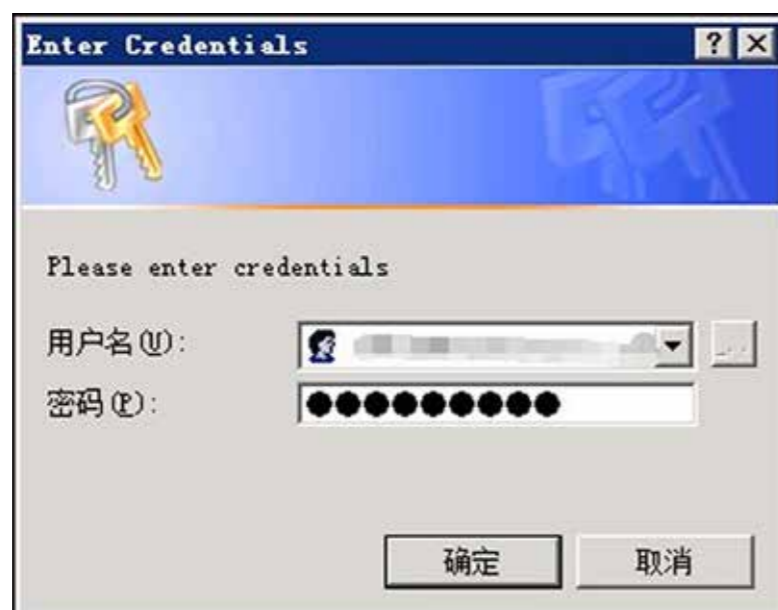 Enter Credentials
Please enter credentials
用户名(U):
密码(P):
●●●●●●●●●
确定 取消